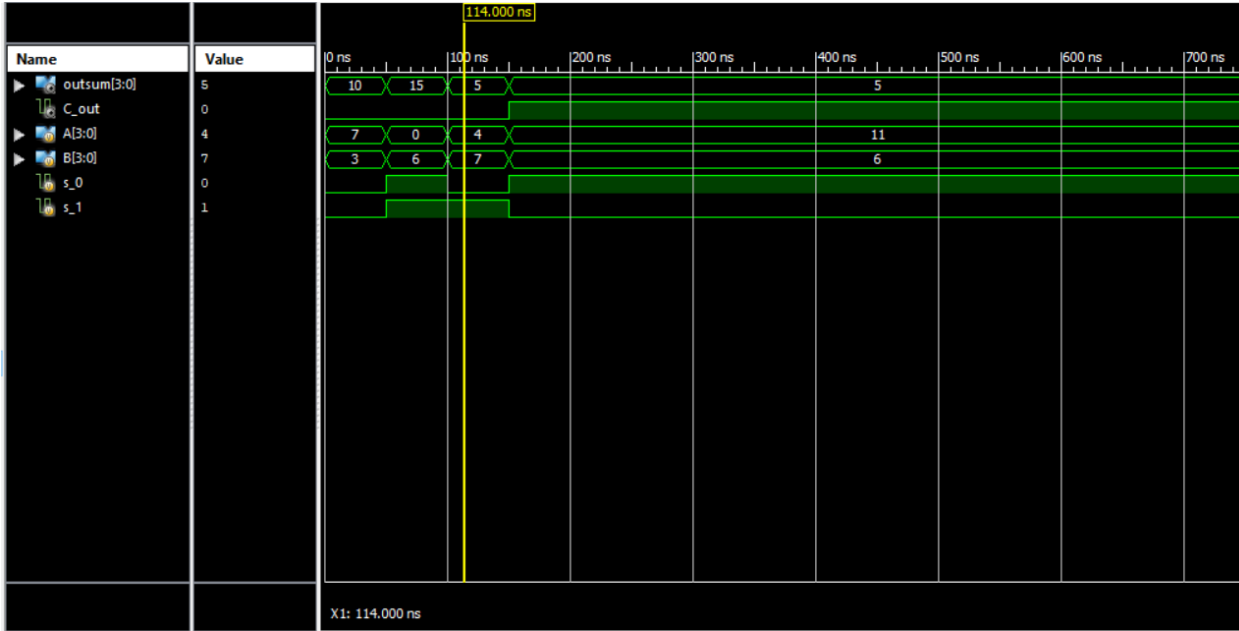 114.000 ns
Name Value 0 ns 100 ns 200 ns 300 ns 400 ns 500 ns 600 ns 700 ns
outsum[3:0] 5 10 15 5 5
C_out 0
A[3:0] 4 7 0 4 11
B[3:0] 7 3 6 7 6
s_0 0
s_1 1
X1: 114.000 ns